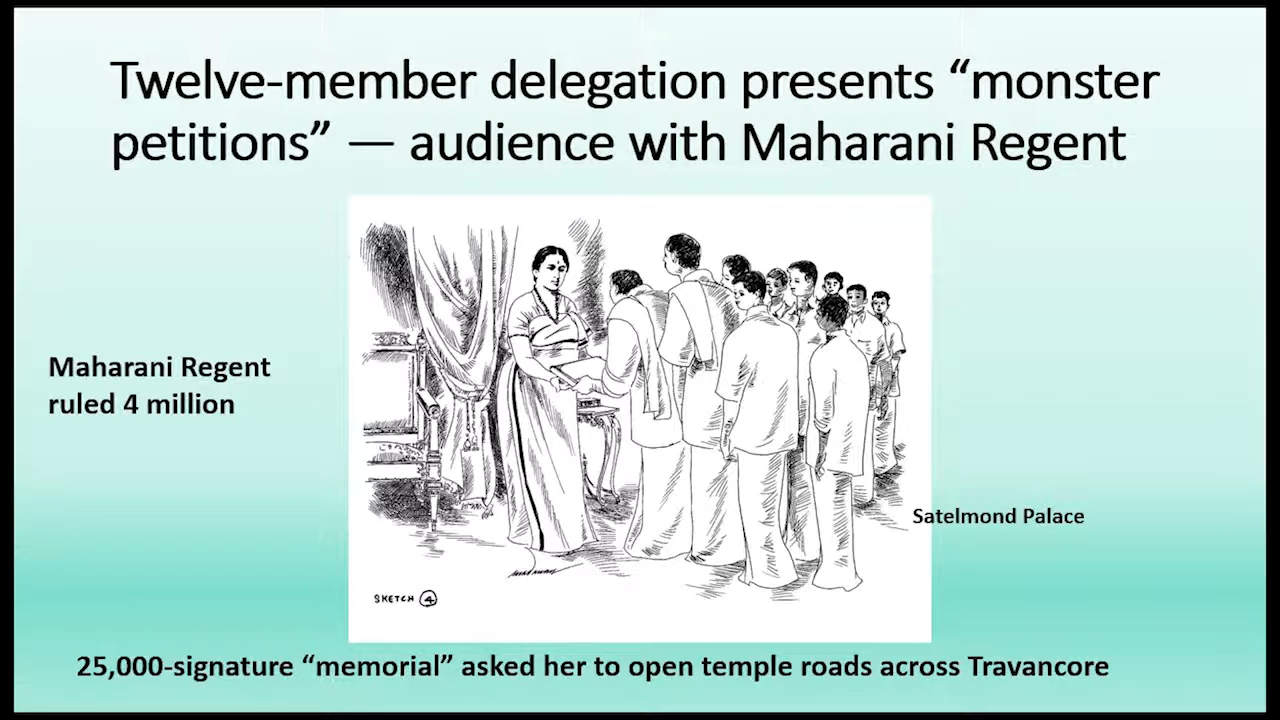 Twelve-member delegation presents “monster
petitions” — audience with Maharani Regent
Maharani Regent
ruled 4 million
Satelmond Palace
SKETCH 4
25,000-signature “memorial” asked her to open temple roads across Travancore